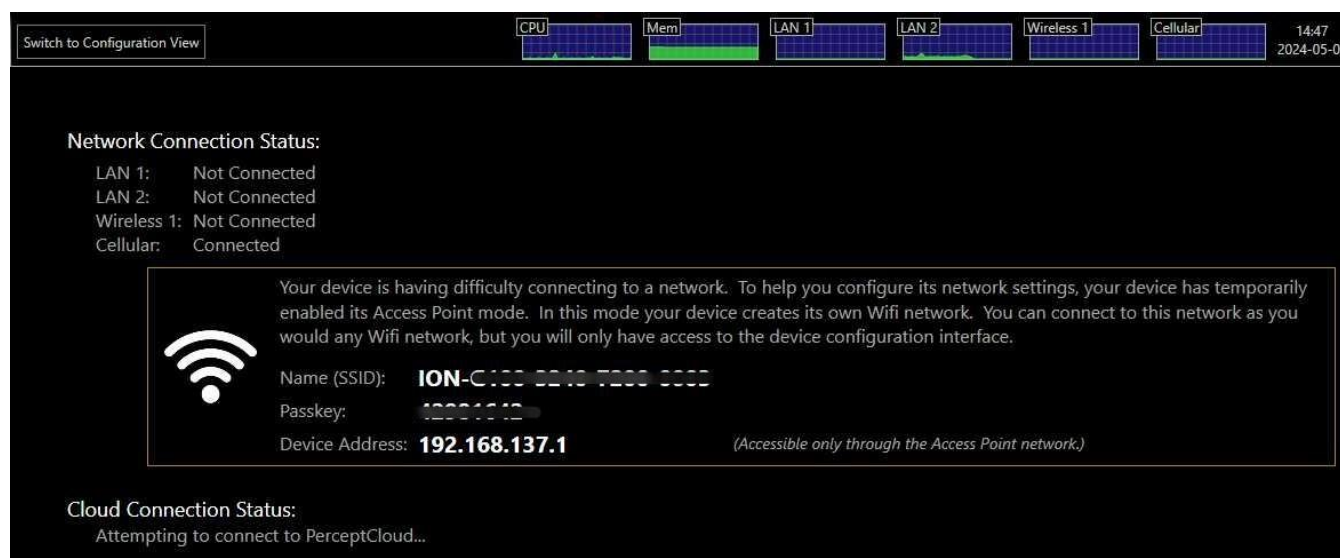 Switch to Configuration View
CPU
Mem
LAN 1
LAN 2
Wireless 1
Cellular
14:47
2024-05-0
Network Connection Status:
LAN 1: Not Connected
LAN 2: Not Connected
Wireless 1: Not Connected
Cellular: Connected
Your device is having difficulty connecting to a network. To help you configure its network settings, your device has temporarily
enabled its Access Point mode. In this mode your device creates its own Wifi network. You can connect to this network as you
would any Wifi network, but you will only have access to the device configuration interface.
Name (SSID): ION-
Passkey:
Device Address: 192.168.137.1 (Accessible only through the Access Point network.)
Cloud Connection Status:
Attempting to connect to PerceptCloud...